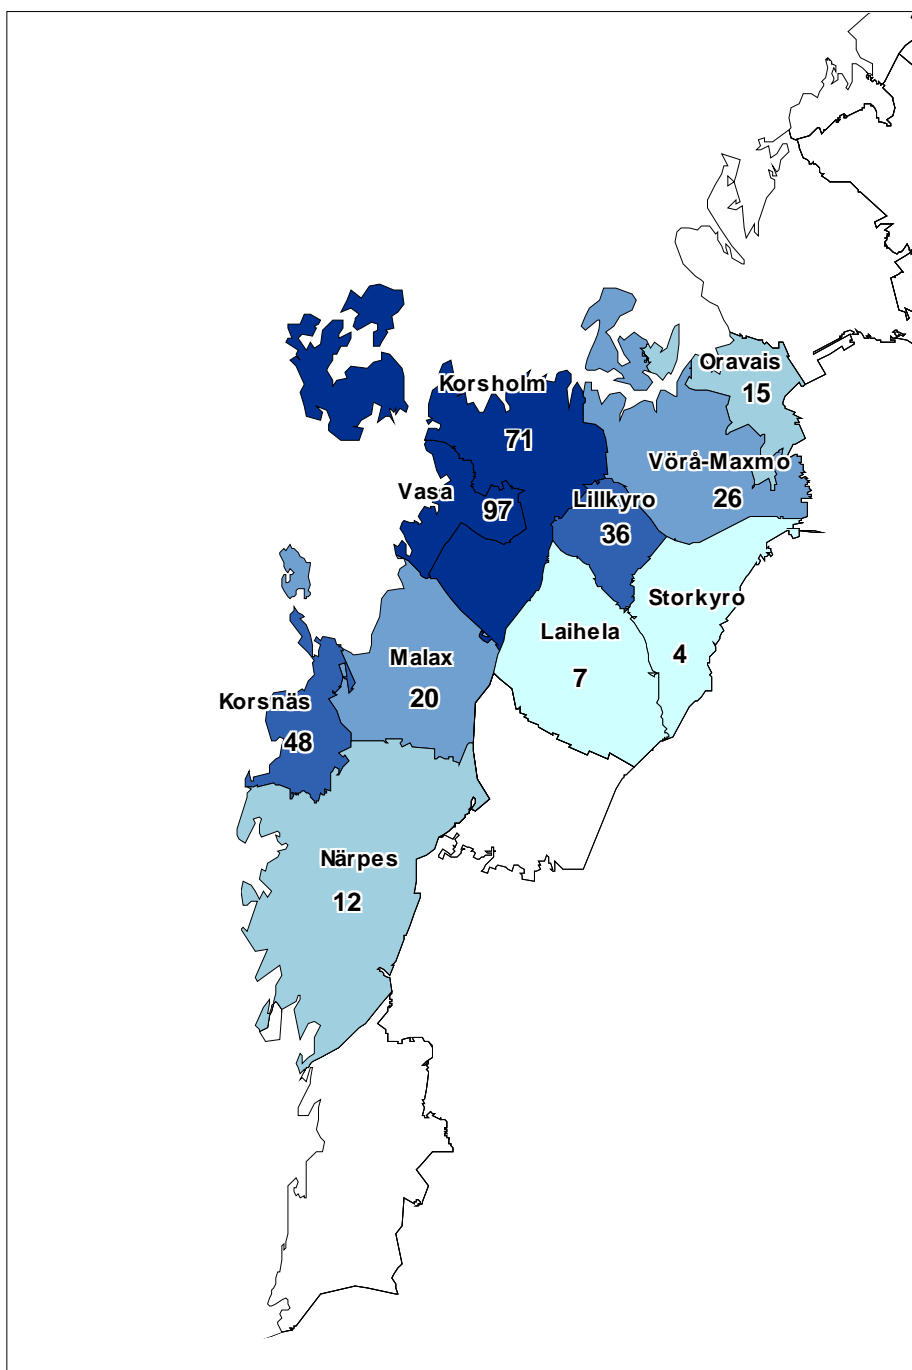 Oravais
15
Korsholm
71
Vörå-Maxmo
26
Vasa
97
Lillkyro
36
Storkyro
4
Laihela
7
Malax
20
Korsnäs
48
Närpes
12